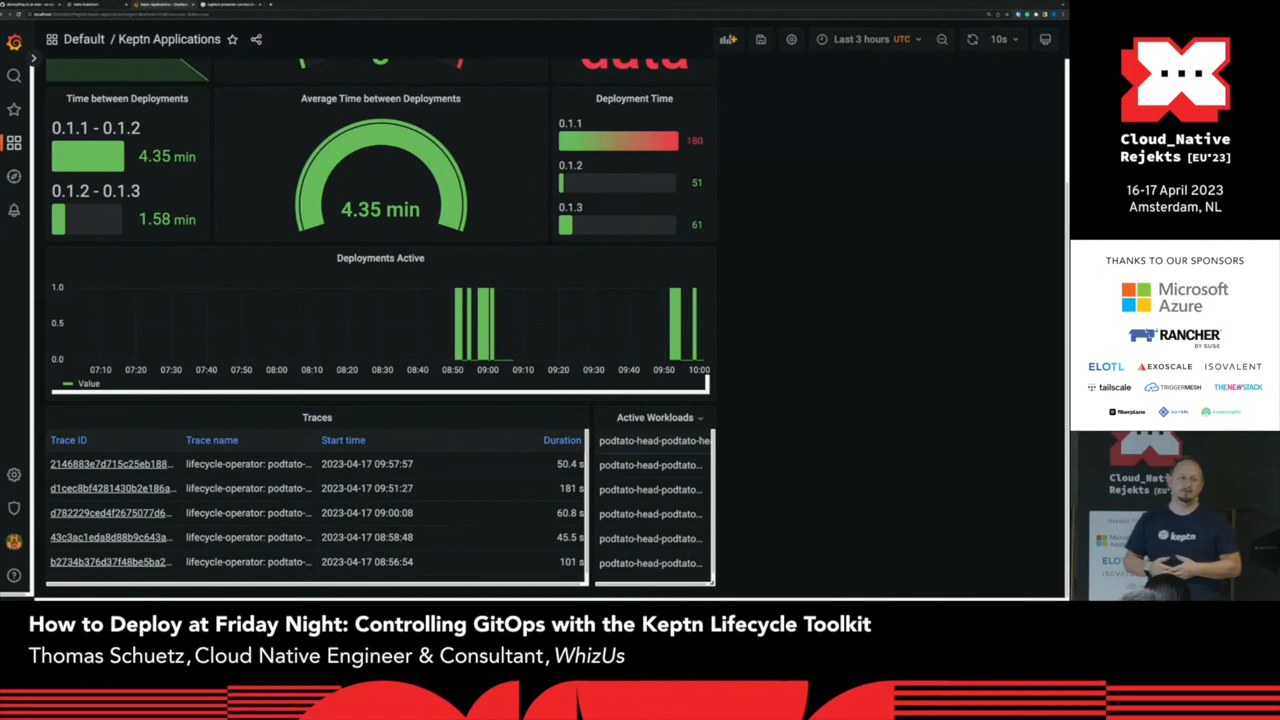 Default / Keptn Applications
Last 3 hours UTC
10s
data
Time between Deployments
0.1.1 - 0.1.2
4.35 min
0.1.2 - 0.1.3
1.58 min
Average Time between Deployments
4.35 min
Deployment Time
0.1.1
180
0.1.2
51
0.1.3
61
Deployments Active
1.0
0.5
0.0
07:10 07:20 07:30 07:40 07:50 08:00 08:10 08:20 08:30 08:40 08:50 09:00 09:10 09:20 09:30 09:40 09:50 10:00
Value
Traces
Trace ID Trace name Start time Duration
2146883e7d715c25eb188... lifecycle-operator: podtato-... 2023-04-17 09:57:57 50.4 s
d1cec8bf4281430b2e186a... lifecycle-operator: podtato-... 2023-04-17 09:51:27 181 s
d782229ced4f2675077d6... lifecycle-operator: podtato-... 2023-04-17 09:00:08 60.8 s
43c3ac1eda8d88b9c643a... lifecycle-operator: podtato-... 2023-04-17 08:58:48 45.5 s
b2734b376d37f48be5ba2... lifecycle-operator: podtato-... 2023-04-17 08:56:54 101 s
Active Workloads
podtato-head-podtato-he
podtato-head-podtato...
podtato-head-podtato...
podtato-head-podtato...
podtato-head-podtato...
podtato-head-podtato...
Cloud_Native
Rejekts [EU'23]
16-17 April 2023
Amsterdam, NL
THANKS TO OUR SPONSORS
Microsoft
Azure
RANCHER
BY SUSE
ELOTL EXOSCALE ISOVALENT
tailscale TRIGGERMESH THENEWSTACK
fiberplane
keptn
How to Deploy at Friday Night: Controlling GitOps with the Keptn Lifecycle Toolkit
Thomas Schuetz, Cloud Native Engineer & Consultant, WhizUs